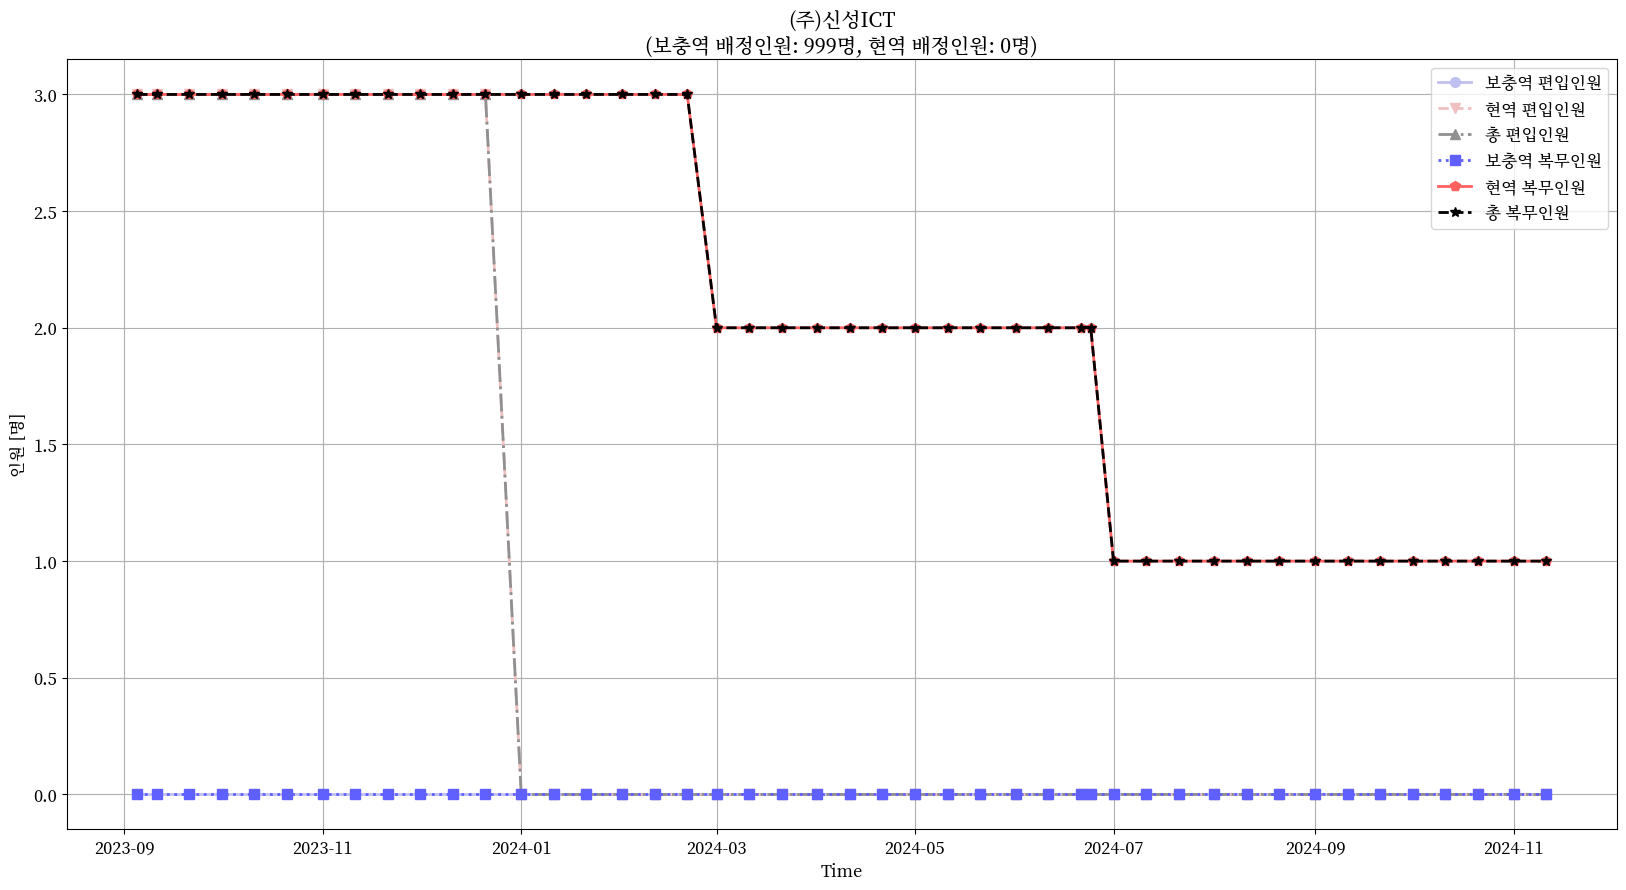 (주)신성ICT
(보충역 배정인원: 999명, 현역 배정인원: 0명)
인원 [명]
3.0
2.5
2.0
1.5
1.0
0.5
0.0
보충역 편입인원
현역 편입인원
총 편입인원
보충역 복무인원
현역 복무인원
총 복무인원
2023-09
2023-11
2024-01
2024-03
2024-05
2024-07
2024-09
2024-11
Time